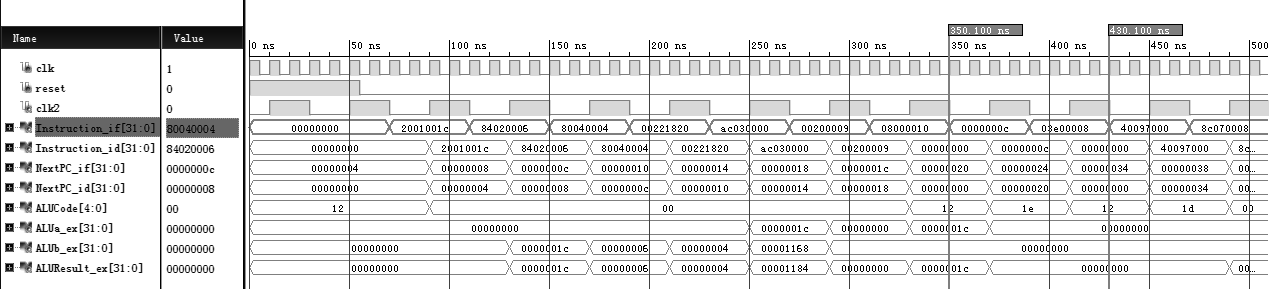 350.100 ns 430.100 ns
Name Value 0 ns 50 ns 100 ns 150 ns 200 ns 250 ns 300 ns 350 ns 400 ns 450 ns 500
clk 1
reset 0
clk2 0
Instruction_if[31:0] 80040004 00000000 2001001c 84020006 80040004 00221820 ac030000 00200009 08000010 0000000c 03e00008 40097000 8c070008
Instruction_id[31:0] 84020006 00000000 2001001c 84020006 80040004 00221820 ac030000 00200009 00000000 0000000c 00000000 40097000 8c...
NextPC_if[31:0] 0000000c 00000004 00000008 0000000c 00000010 00000014 00000018 0000001c 00000020 00000024 00000034 00000038 00...
NextPC_id[31:0] 00000008 00000000 00000004 00000008 0000000c 00000010 00000014 00000018 00000000 00000020 00000000 00000034 00...
ALUCode[4:0] 00 12 00 12 1e 12 1d 00
ALUa_ex[31:0] 00000000 00000000 0000001c 00000000 0000001c 00000000
ALUb_ex[31:0] 00000000 00000000 0000001c 00000006 00000004 00001168 00000000
ALUResult_ex[31:0] 00000000 00000000 0000001c 00000006 00000004 00001184 00000000 0000001c 00000000 00...